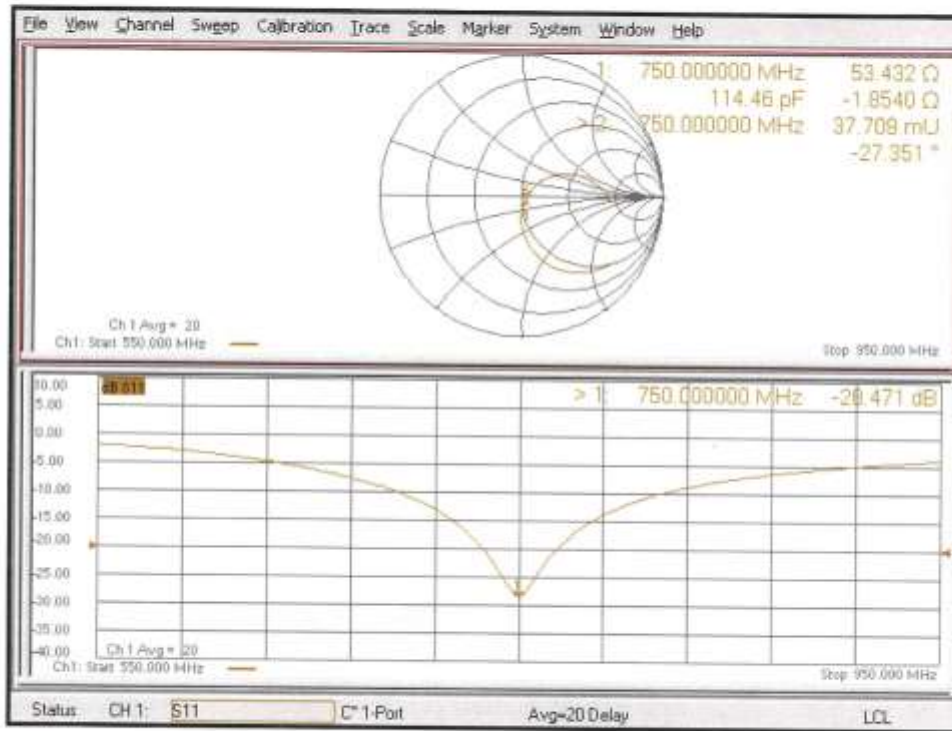 File View Channel Sweep Calibration Trace Scale Marker System Window Help
1: 750.000000 MHz 53.432 Ω
114.46 pF -1.8540 Ω
> 2: 750.000000 MHz 37.709 mU
-27.351 °
Ch 1 Avg = 20
Ch1: Start 550.000 MHz
Stop 950.000 MHz
10.00
dB S11
> 1: 750.000000 MHz -28.471 dB
5.00
0.00
-5.00
-10.00
-15.00
-20.00
-25.00
-30.00
-35.00
-40.00
Ch 1 Avg = 20
Ch1: Start 550.000 MHz
Stop 950.000 MHz
Status CH 1: S11 C* 1-Port Avg=20 Delay LCL